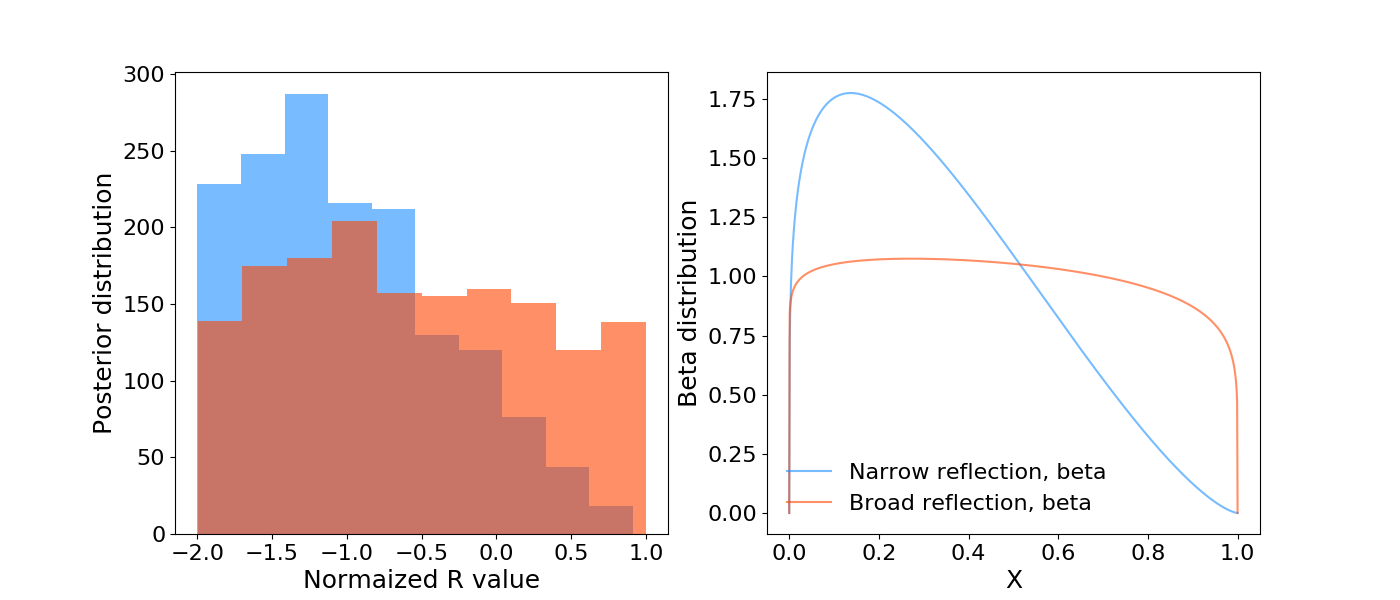 300
250
200
150
100
50
0
−2.0 −1.5 −1.0 −0.5 0.0 0.5 1.0
Normaized R value
Posterior distribution
1.75
1.50
1.25
1.00
0.75
0.50
0.25
0.00
0.0 0.2 0.4 0.6 0.8 1.0
X
Beta distribution
Narrow reflection, beta
Broad reflection, beta